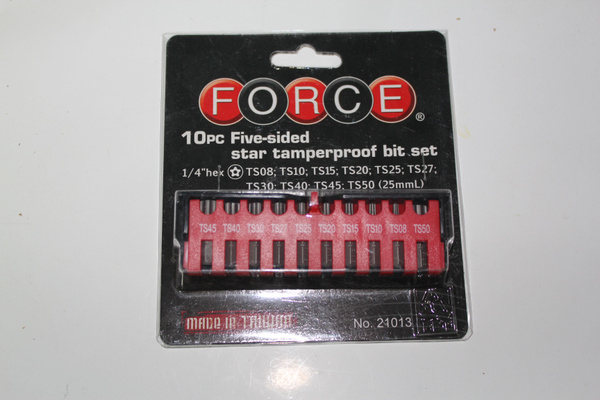 FORCE®
10PC Five-sided
star tamperproof bit set
1/4"hex TS08; TS10; TS15; TS20; TS25; TS27;
TS30; TS40; TS45; TS50 (25mmL)
TS45 TS40 TS30 TS27 TS25 TS20 TS15 TS10 TS08 TS50
MADE IN TAIWAN No. 21013